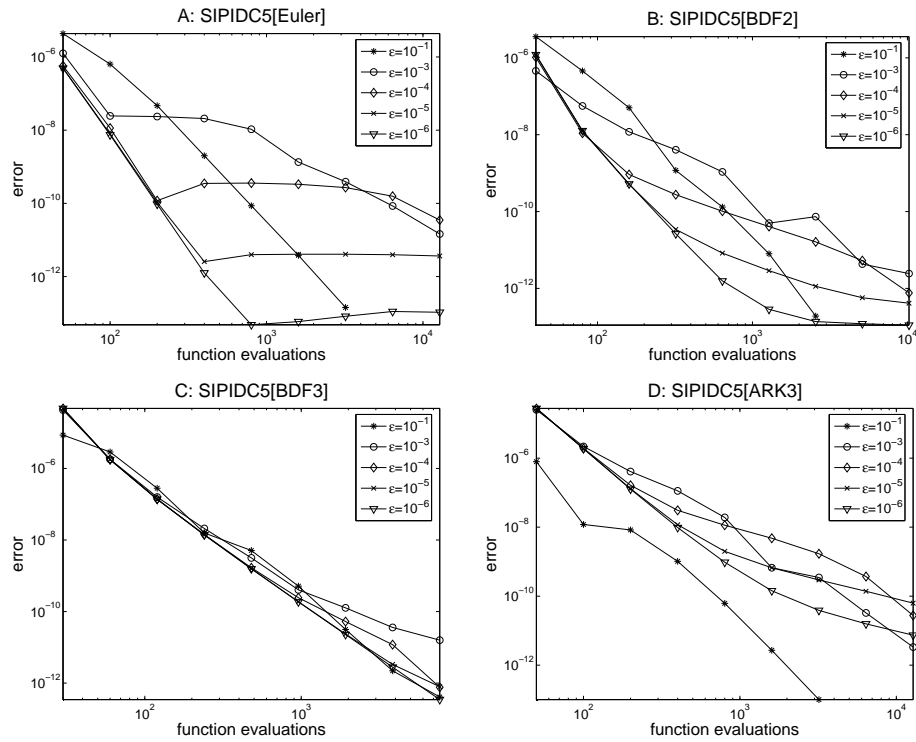 A: SIPIDC5[Euler]
error
10⁻⁶
10⁻⁸
10⁻¹⁰
10⁻¹²
10²
10³
10⁴
function evaluations
ε=10⁻¹
ε=10⁻³
ε=10⁻⁴
ε=10⁻⁵
ε=10⁻⁶
B: SIPIDC5[BDF2]
error
10⁻⁶
10⁻⁸
10⁻¹⁰
10⁻¹²
10²
10³
10⁴
function evaluations
ε=10⁻¹
ε=10⁻³
ε=10⁻⁴
ε=10⁻⁵
ε=10⁻⁶
C: SIPIDC5[BDF3]
error
10⁻⁶
10⁻⁸
10⁻¹⁰
10⁻¹²
10²
10³
function evaluations
ε=10⁻¹
ε=10⁻³
ε=10⁻⁴
ε=10⁻⁵
ε=10⁻⁶
D: SIPIDC5[ARK3]
error
10⁻⁶
10⁻⁸
10⁻¹⁰
10⁻¹²
10²
10³
10⁴
function evaluations
ε=10⁻¹
ε=10⁻³
ε=10⁻⁴
ε=10⁻⁵
ε=10⁻⁶